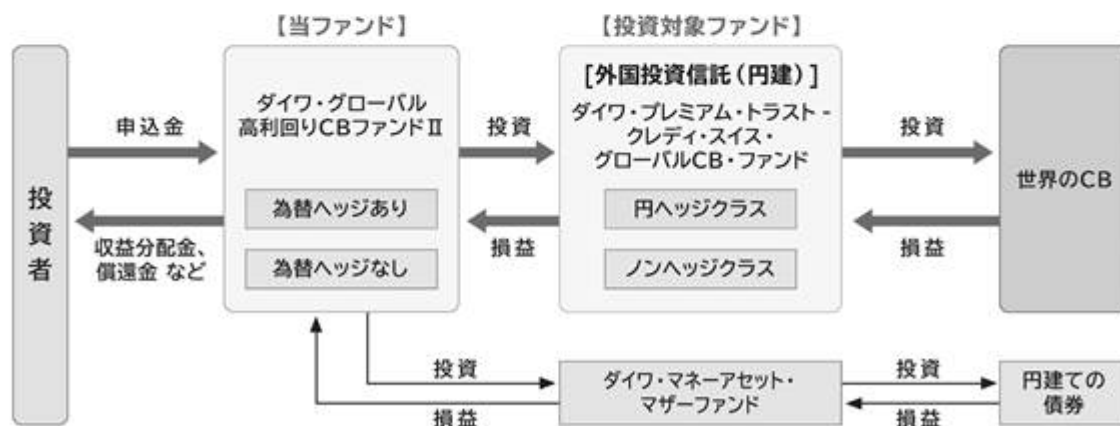 【当ファンド】
【投資対象ファンド】
投資者
申込金
収益分配金、
償還金 など
ダイワ・グローバル
高利回りCBファンドⅡ
為替ヘッジあり
為替ヘッジなし
投資
損益
[外国投資信託(円建)]
ダイワ・プレミアム・トラスト -
クレディ・スイス・
グローバルCB・ファンド
円ヘッジクラス
ノンヘッジクラス
投資
損益
世界のCB
投資
損益
ダイワ・マネーアセット・
マザーファンド
投資
損益
円建ての
債券